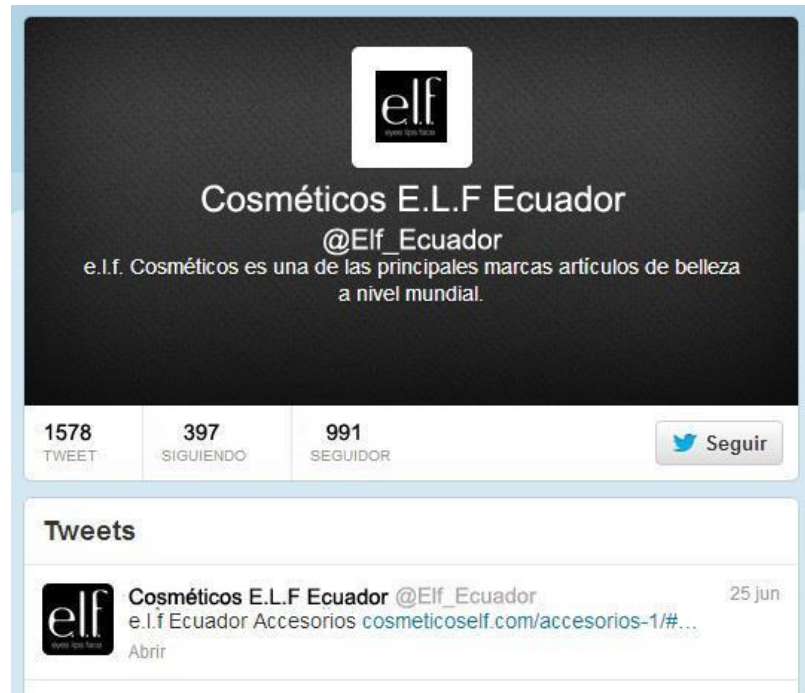 e.l.f
eyes lips face
Cosméticos E.L.F Ecuador
@Elf_Ecuador
e.l.f. Cosméticos es una de las principales marcas artículos de belleza
a nivel mundial.
1578 397 991
TWEET SIGUIENDO SEGUIDOR
Seguir
Tweets
Cosméticos E.L.F Ecuador @Elf_Ecuador 25 jun
e.l.f
eyes lips face
e.l.f Ecuador Accesorios cosmeticoself.com/accesorios-1/#...
Abrir